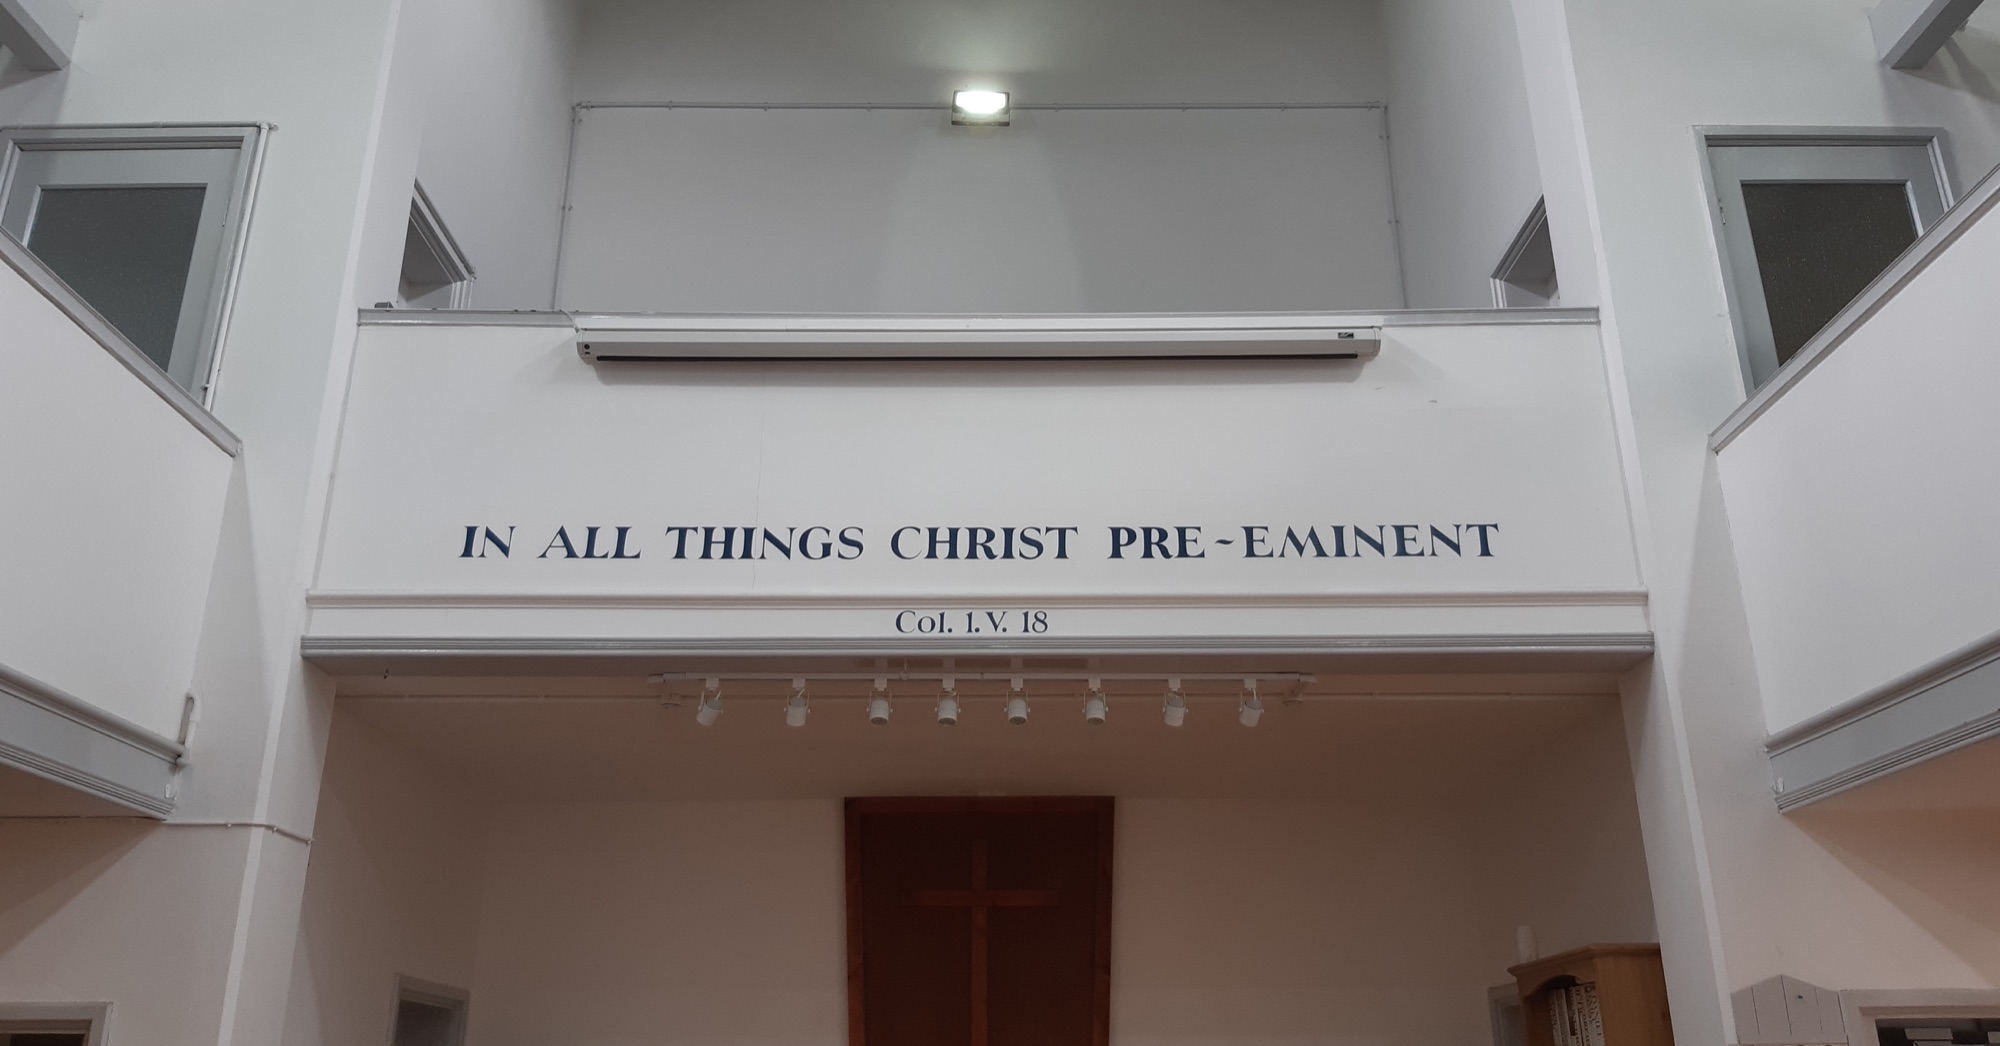 IN ALL THINGS CHRIST PRE-EMINENT
Col. 1. V. 18